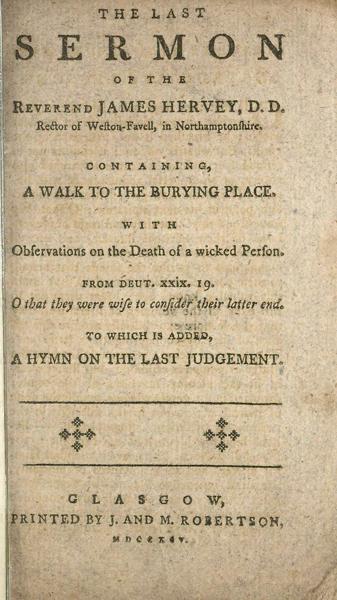 THE LAST
SERMON
OF THE
REVEREND JAMES HERVEY, D. D.
Rector of Weſton-Favell, in Northamptonſhire.
CONTAINING,
A WALK TO THE BURYING PLACE.
WITH
Obſervations on the Death of a wicked Perſon.
FROM DEUT. XXIX. 19.
O that they were wiſe to conſider their latter end.
TO WHICH IS ADDED,
A HYMN ON THE LAST JUDGEMENT.
GLASGOW,
PRINTED BY J. AND M. ROBERTSON,